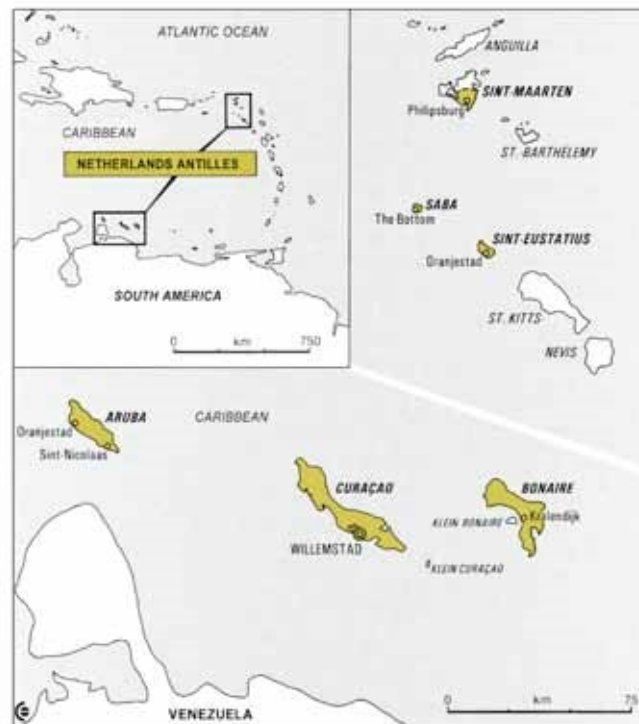 ATLANTIC OCEAN
CARIBBEAN
NETHERLANDS ANTILLES
SOUTH AMERICA
0 km 750
ANGUILLA
SINT-MAARTEN
Philipsburg
ST.-BARTHELEMY
SABA
The Bottom
SINT-EUSTATIUS
Oranjestad
ST. KITTS
NEVIS
ARUBA
CARIBBEAN
Oranjestad
Sint-Nicolaas
CURAÇAO
BONAIRE
KLEIN BONAIRE
Kralendijk
WILLEMSTAD
KLEIN CURAÇAO
0 km 75
VENEZUELA